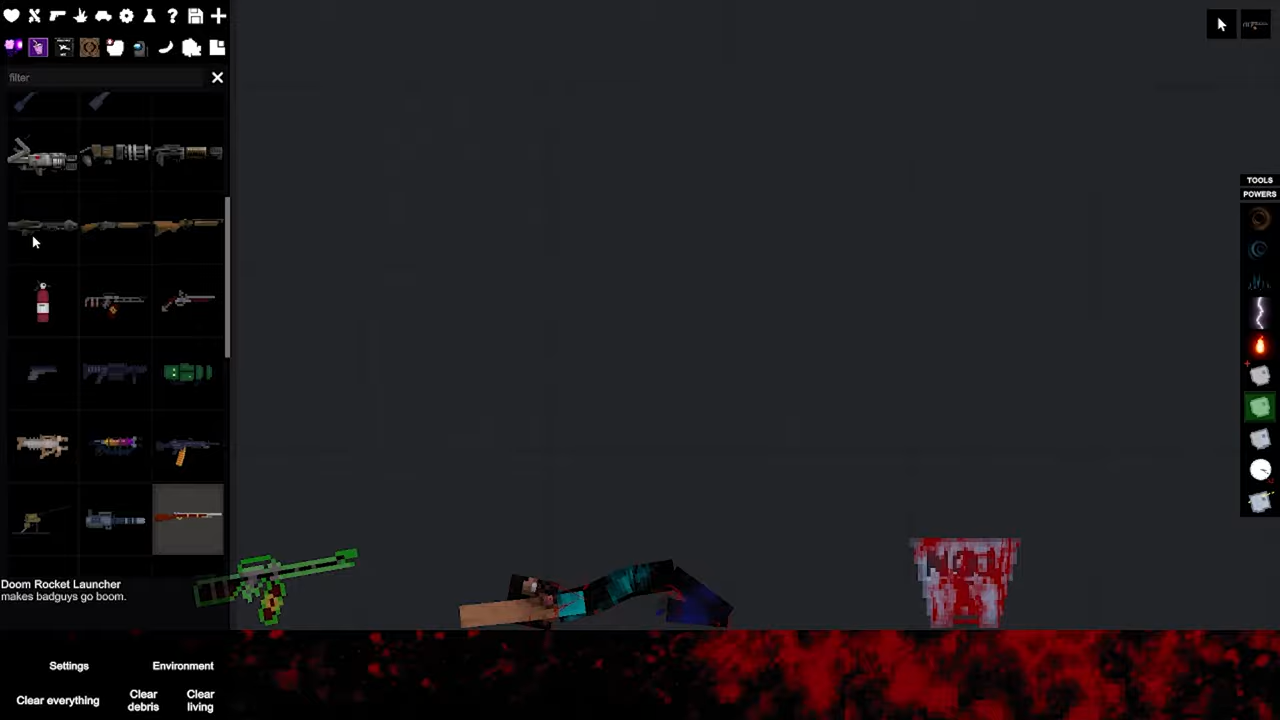 filter
TOOLS
POWERS
Doom Rocket Launcher
makes badguys go boom.
Settings
Environment
Clear everything
Clear
debris
Clear
living